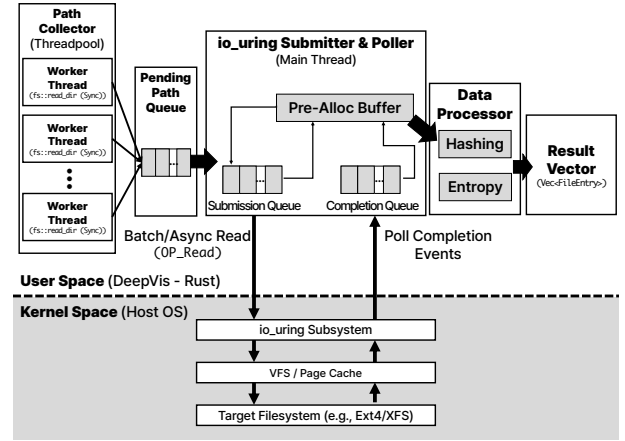 Path
Collector
(Threadpool)
Worker
Thread
(fs::read_dir (Sync))
Worker
Thread
(fs::read_dir (Sync))
Worker
Thread
(fs::read_dir (Sync))
Pending
Path
Queue
...
io_uring Submitter & Poller
(Main Thread)
Pre-Alloc Buffer
...
Submission Queue
...
Completion Queue
Data
Processor
Hashing
Entropy
Result
Vector
(Vec<FileEntry>)
Batch/Async Read
(OP_Read)
Poll Completion
Events
User Space (DeepVis - Rust)
Kernel Space (Host OS)
io_uring Subsystem
VFS / Page Cache
Target Filesystem (e.g., Ext4/XFS)